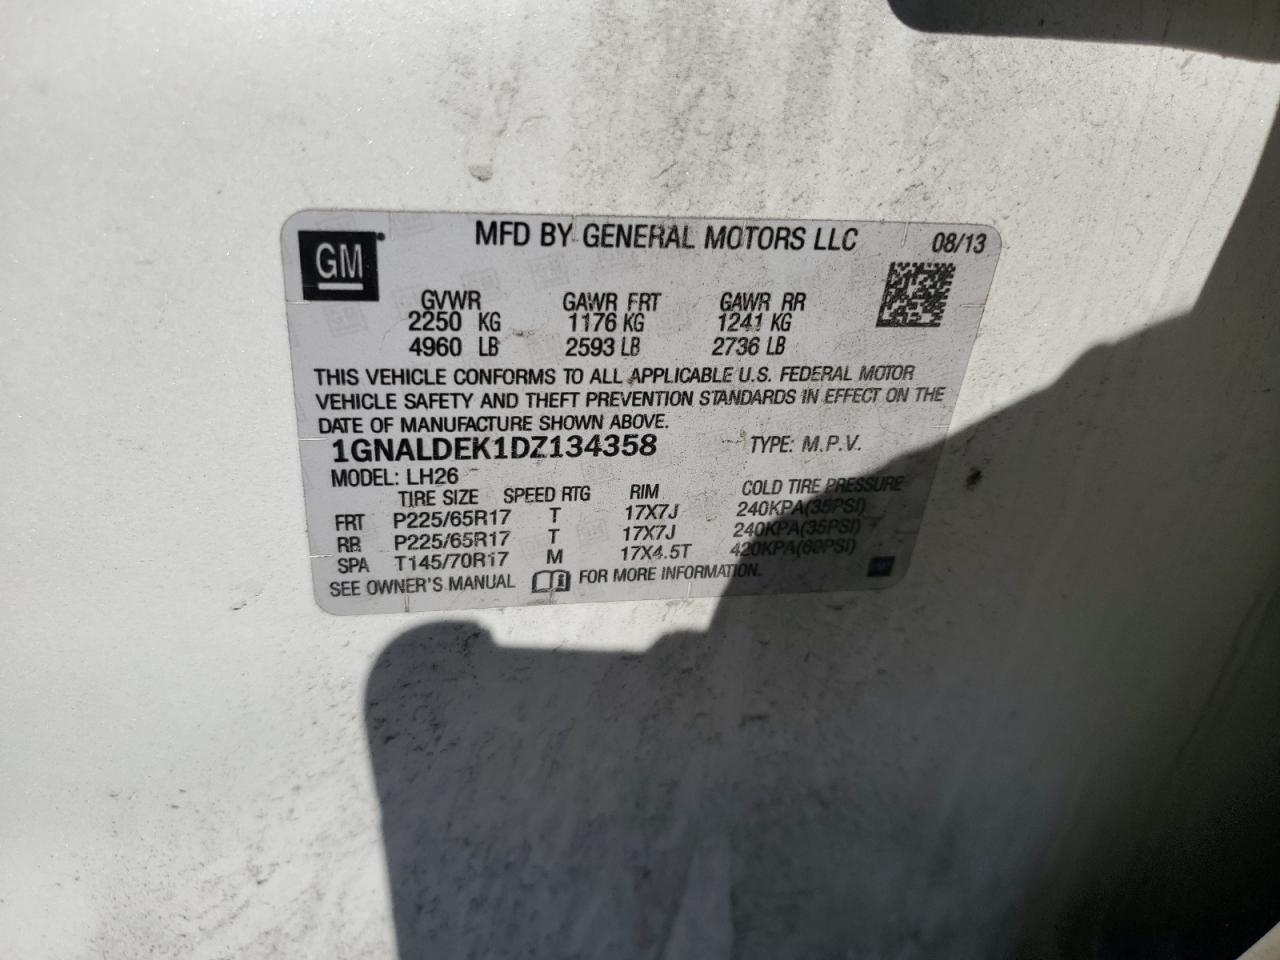 GM
MFD BY GENERAL MOTORS LLC 08/13
GVWR GAWR FRT GAWR RR
2250 KG 1176 KG 1241 KG
4960 LB 2593 LB 2736 LB
THIS VEHICLE CONFORMS TO ALL APPLICABLE U.S. FEDERAL MOTOR
VEHICLE SAFETY AND THEFT PREVENTION STANDARDS IN EFFECT ON THE
DATE OF MANUFACTURE SHOWN ABOVE.
1GNALDEK1DZ134358 TYPE: M.P.V.
MODEL: LH26
TIRE SIZE SPEED RTG RIM COLD TIRE PRESSURE
FRT P225/65R17 T 17X7J 240KPA(35PSI)
RR P225/65R17 T 17X7J 240KPA(35PSI)
SPA T145/70R17 M 17X4.5T 420KPA(60PSI)
SEE OWNER'S MANUAL FOR MORE INFORMATION.